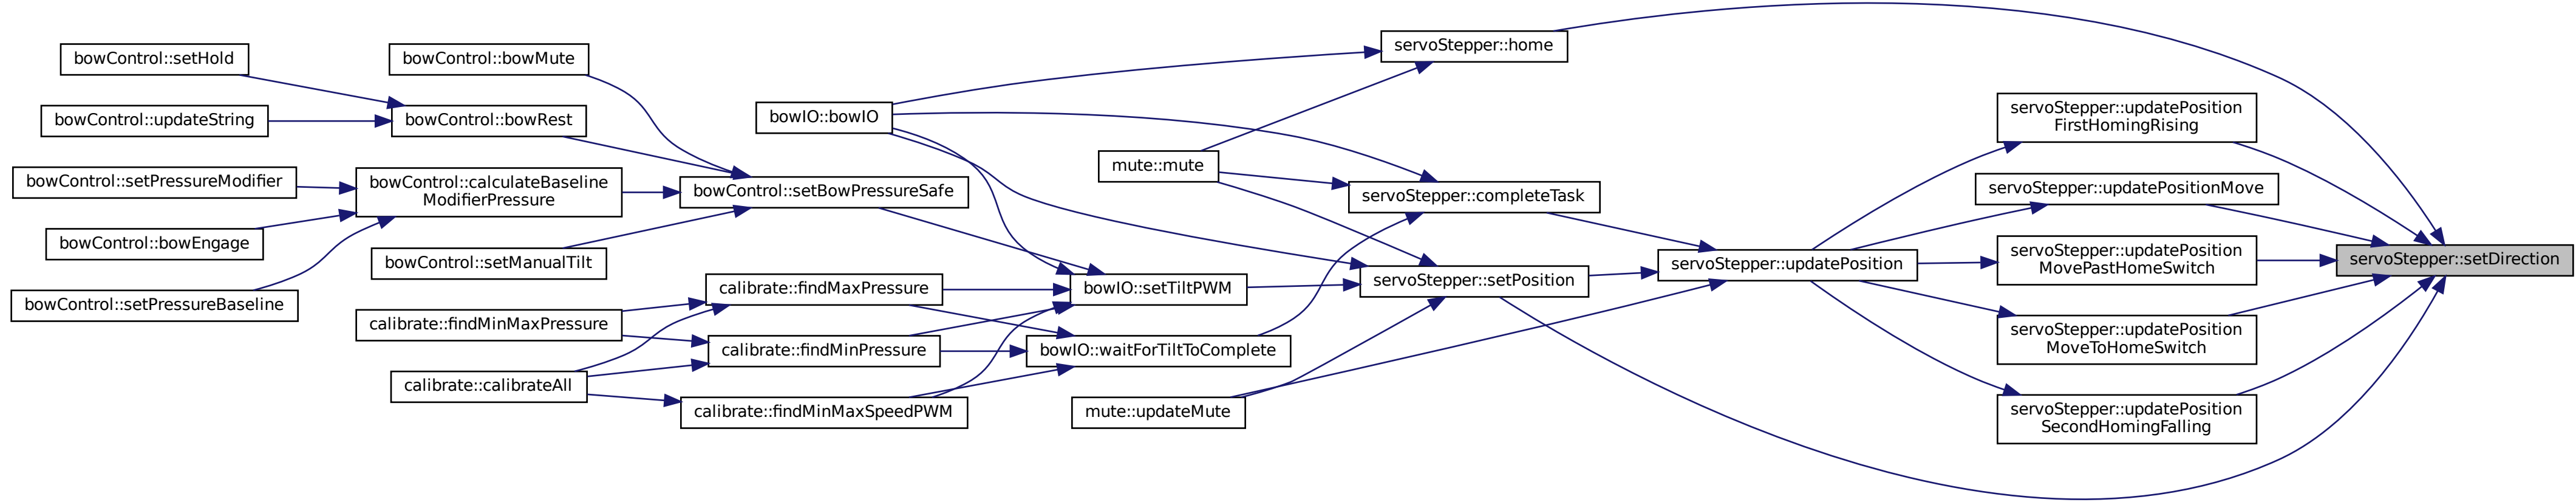 bowControl::setHold
bowControl::updateString
bowControl::setPressureModifier
bowControl::bowEngage
bowControl::setPressureBaseline
bowControl::bowMute
bowControl::bowRest
bowControl::calculateBaseline
ModifierPressure
bowControl::setManualTilt
calibrate::findMinMaxPressure
calibrate::calibrateAll
bowIO::bowIO
bowControl::setBowPressureSafe
calibrate::findMaxPressure
calibrate::findMinPressure
calibrate::findMinMaxSpeedPWM
mute::mute
bowIO::setTiltPWM
bowIO::waitForTiltToComplete
mute::updateMute
servoStepper::home
servoStepper::completeTask
servoStepper::setPosition
servoStepper::updatePosition
servoStepper::updatePosition
FirstHomingRising
servoStepper::updatePositionMove
servoStepper::updatePosition
MovePastHomeSwitch
servoStepper::updatePosition
MoveToHomeSwitch
servoStepper::updatePosition
SecondHomingFalling
servoStepper::setDirection